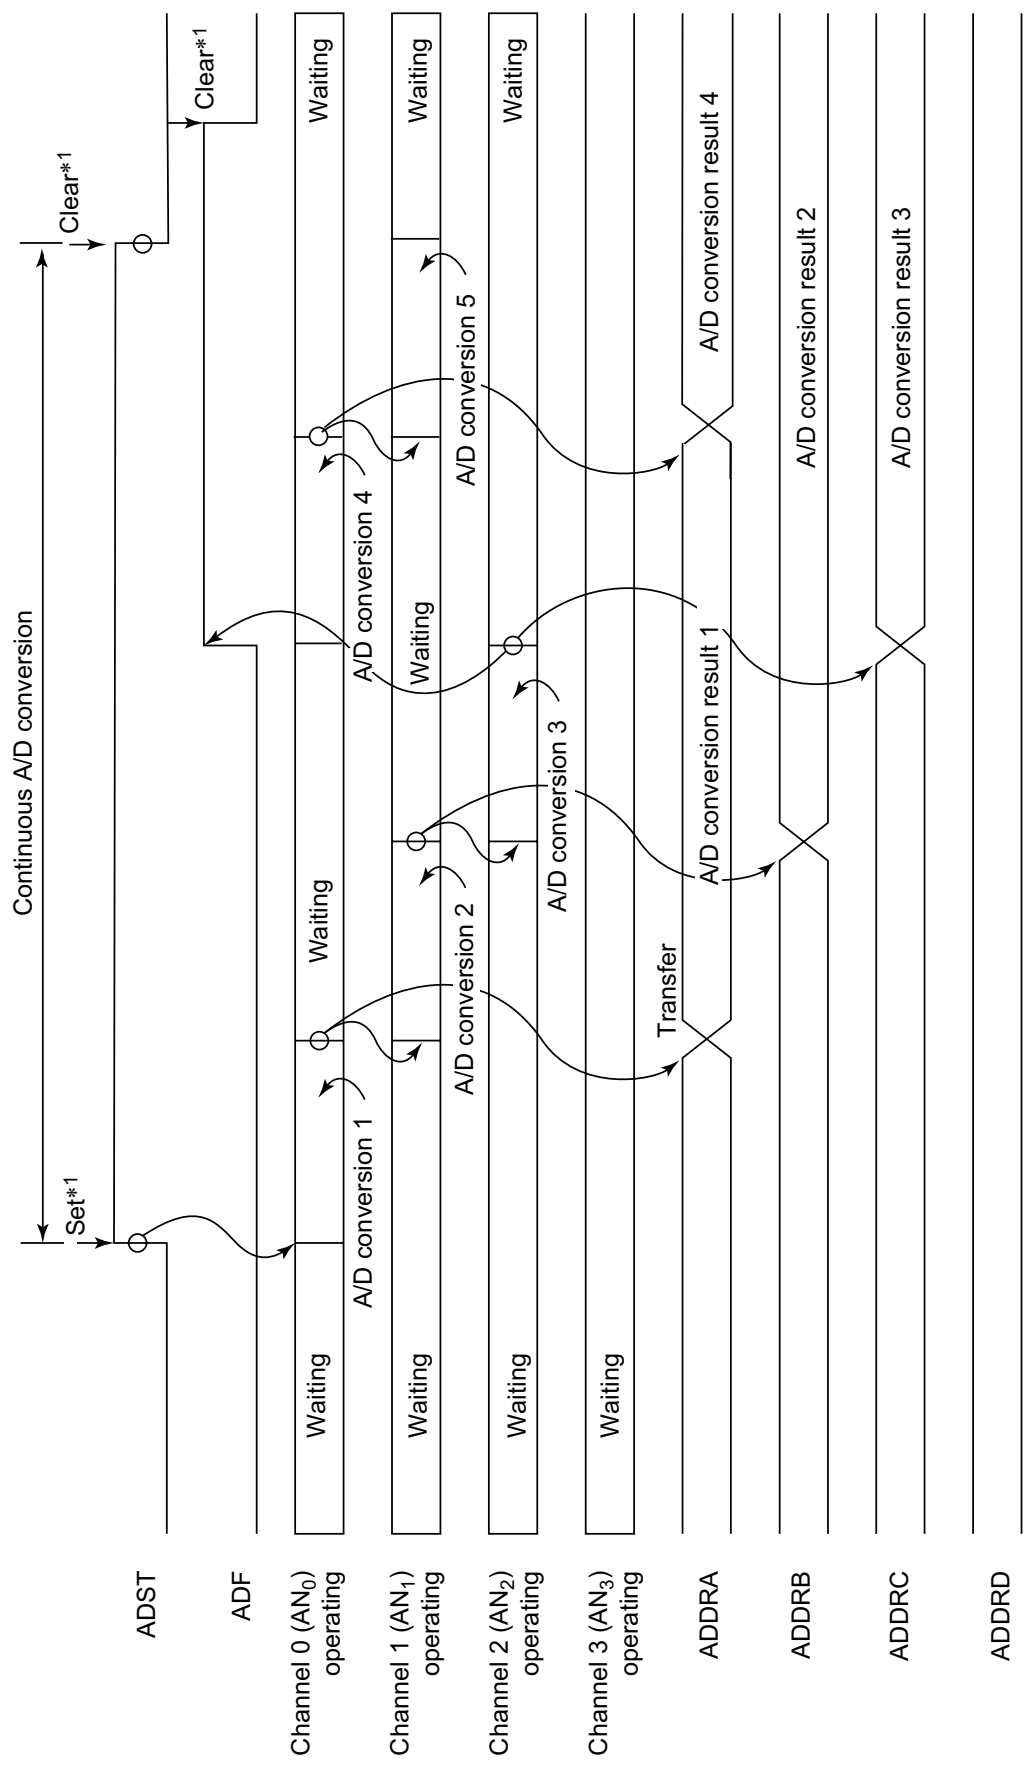 Continuous A/D conversion
Set*1
Clear*1
ADST
Clear*1
ADF
Channel 0 (AN0)
operating
Waiting
A/D conversion 1
Waiting
A/D conversion 4
Waiting
Channel 1 (AN1)
operating
Waiting
A/D conversion 2
Waiting
A/D conversion 5
Waiting
Channel 2 (AN2)
operating
Waiting
A/D conversion 3
Waiting
Channel 3 (AN3)
operating
Waiting
Transfer
ADDRA
A/D conversion result 1
A/D conversion result 4
ADDRB
A/D conversion result 2
ADDRC
A/D conversion result 3
ADDRD